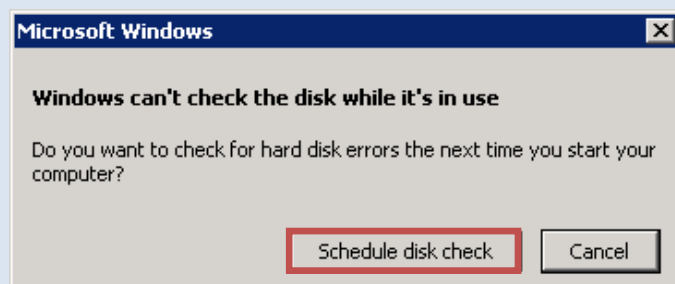 Microsoft Windows
Windows can't check the disk while it's in use
Do you want to check for hard disk errors the next time you start your
computer?
Schedule disk check
Cancel